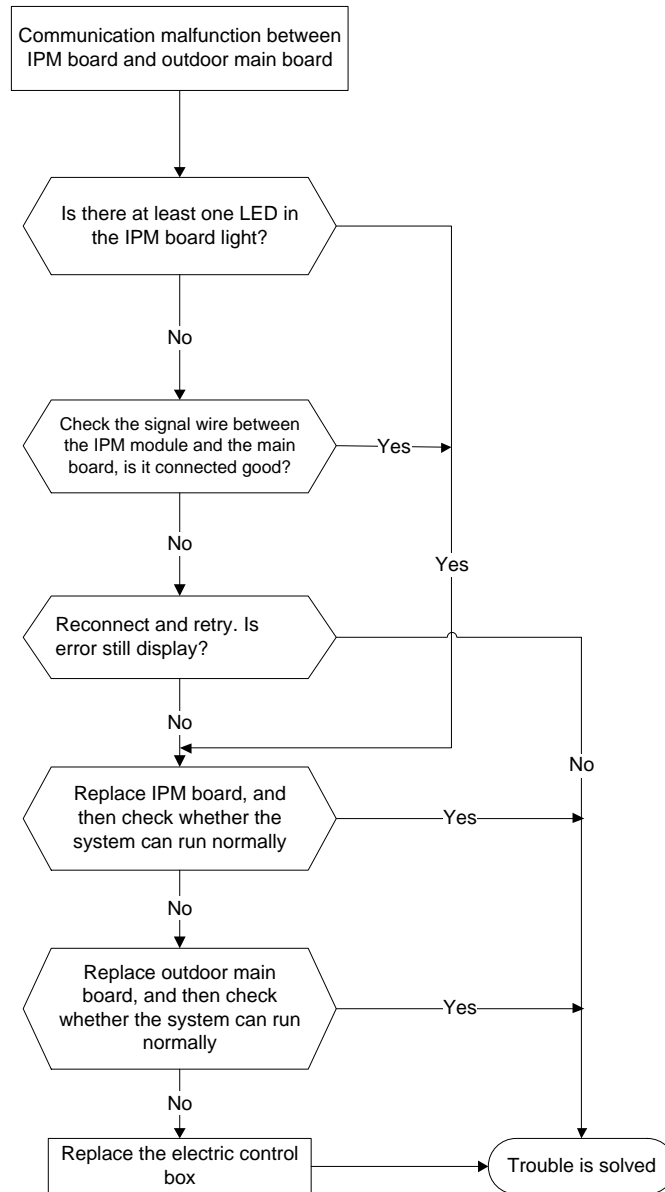 Communication malfunction between
IPM board and outdoor main board
Is there at least one LED in
the IPM board light?
No
Check the signal wire between
the IPM module and the main
board, is it connected good?
Yes
No
Yes
Reconnect and retry. Is
error still display?
No
No
Replace IPM board, and
then check whether the
system can run normally
Yes
No
Replace outdoor main
board, and then check
whether the system can run
normally
Yes
No
Replace the electric control
box
Trouble is solved